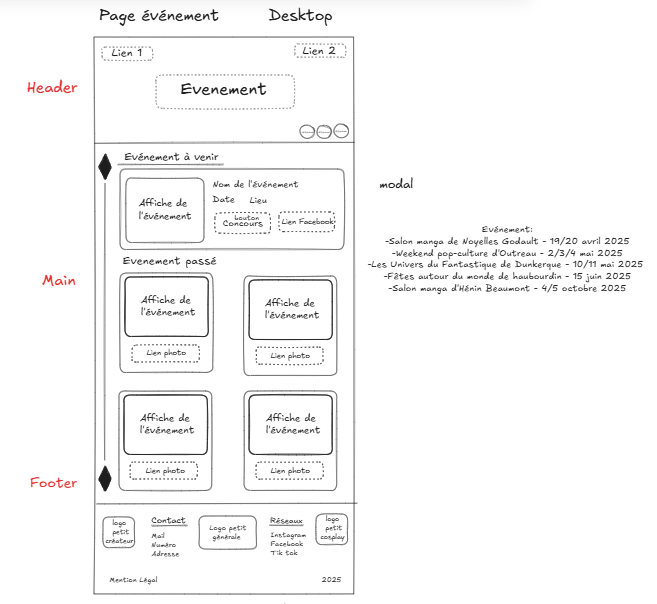 Page événement
Desktop
Lien 1
Lien 2
Header
Evenement
Evénement à venir
Affiche de
l'événement
Nom de l'événement
Date
Lieu
bouton
Concours
Lien Facebook
modal
Evénement:
-Salon manga de Noyelles Godault - 19/20 avril 2025
-Weekend pop-culture d'Outreau - 2/3/4 mai 2025
-Les Univers du Fantastique de Dunkerque - 10/11 mai 2025
-Fêtes autour du monde de haubourdin - 15 juin 2025
-Salon manga d'Hénin Beaumont - 4/5 octobre 2025
Evenement passé
Main
Affiche de
l'événement
Lien photo
Affiche de
l'événement
Lien photo
Affiche de
l'événement
Lien photo
Affiche de
l'événement
Lien photo
Footer
logo
petit
créateur
Contact
Mail
Numéro
Adresse
Logo petit
générale
Réseaux
Instagram
Facebook
Tik tok
logo
petit
cosplay
Mention Légal
2025